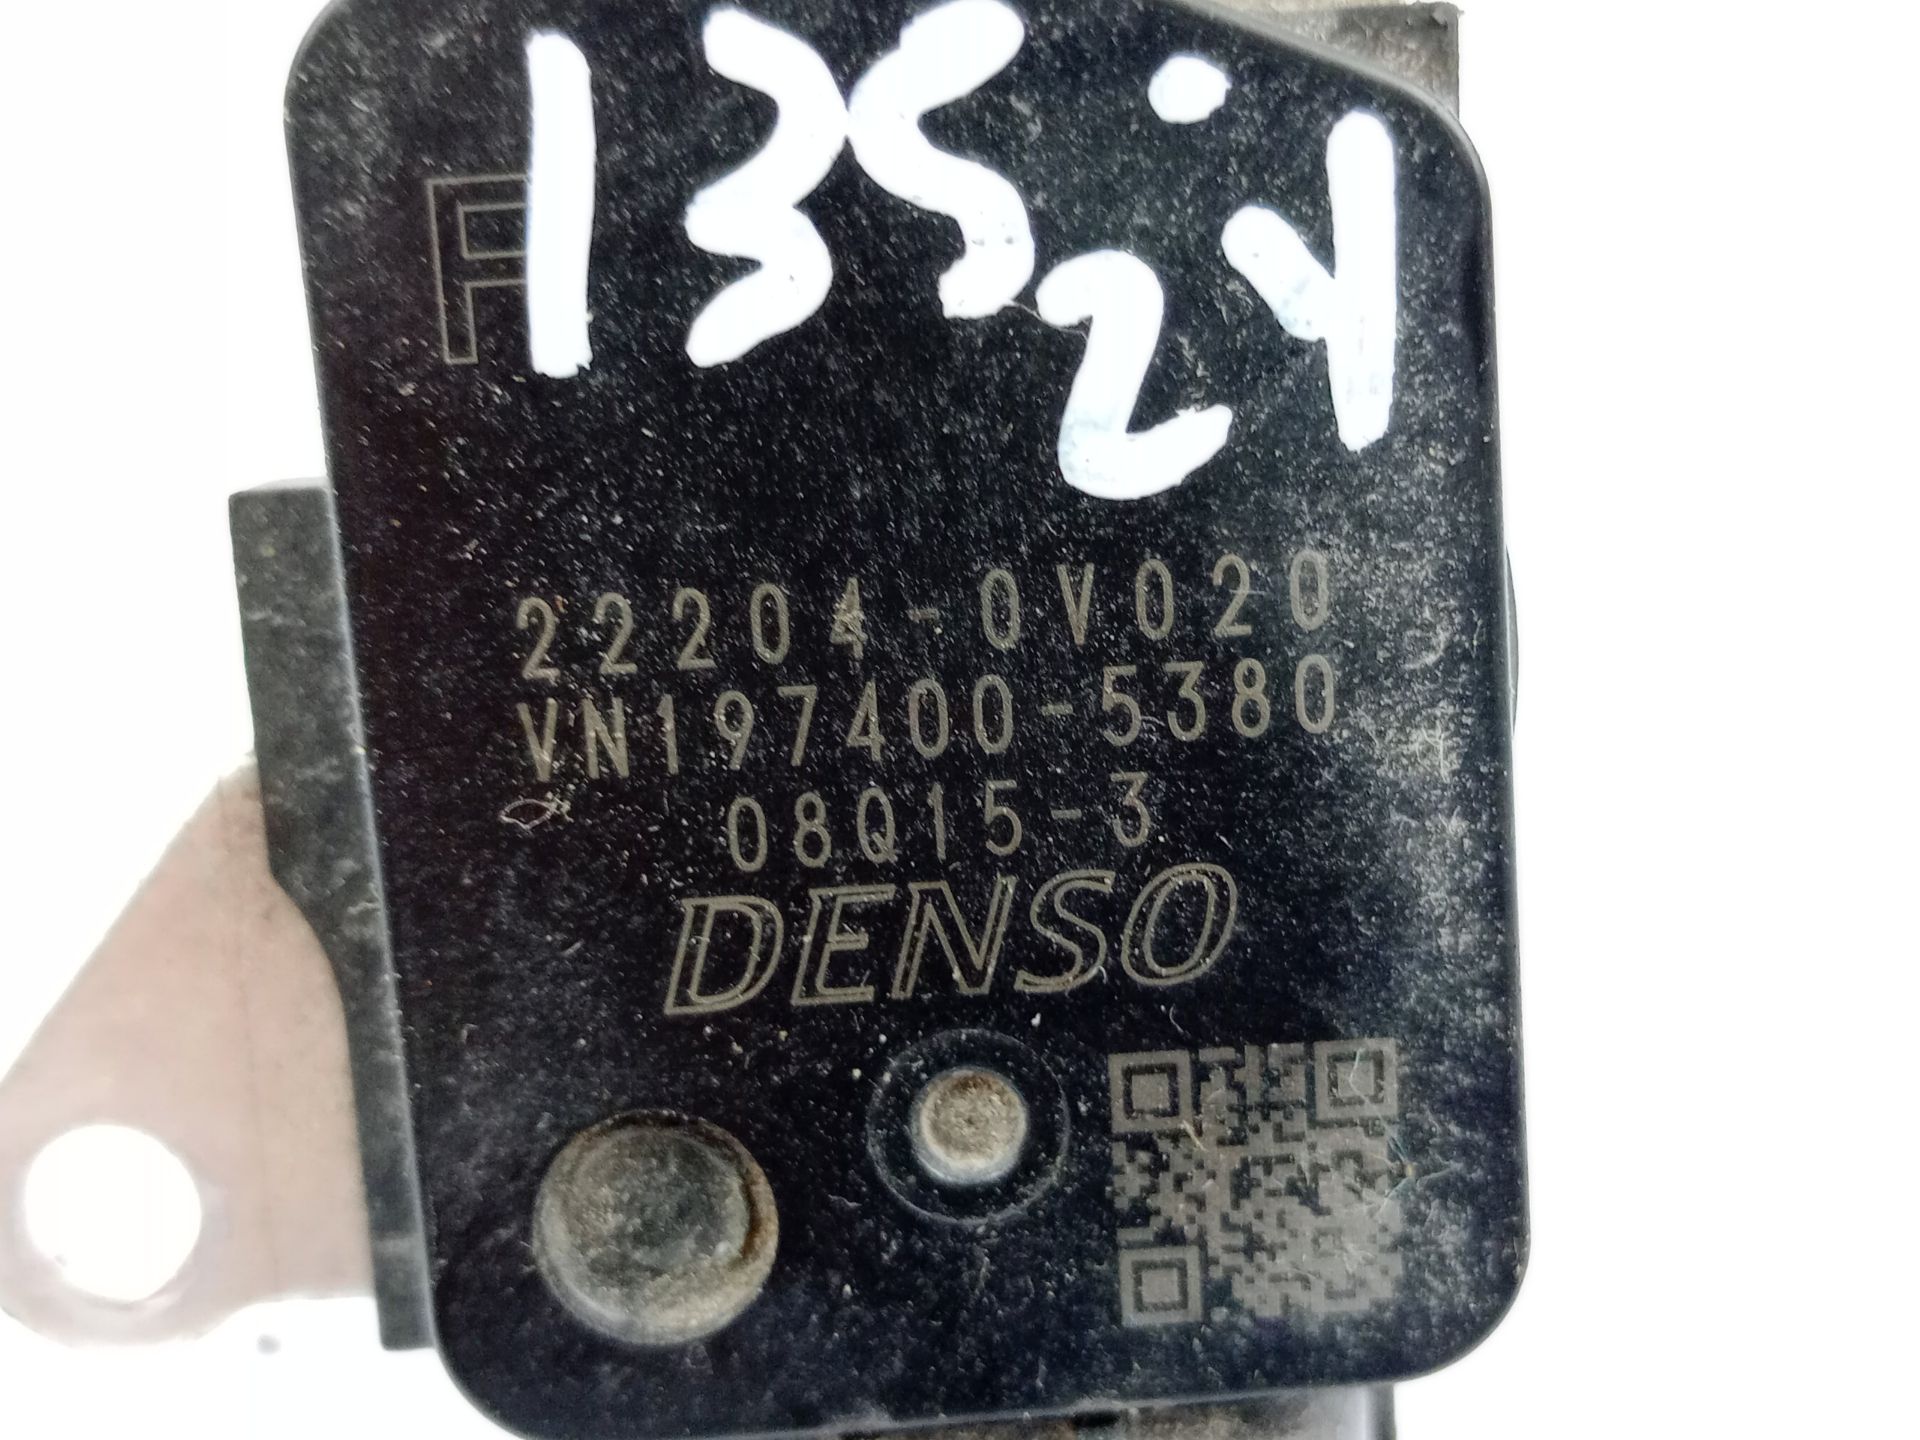 135.
24
F
22204-0V020
VN197400-5380
08Q15-3
DENSO